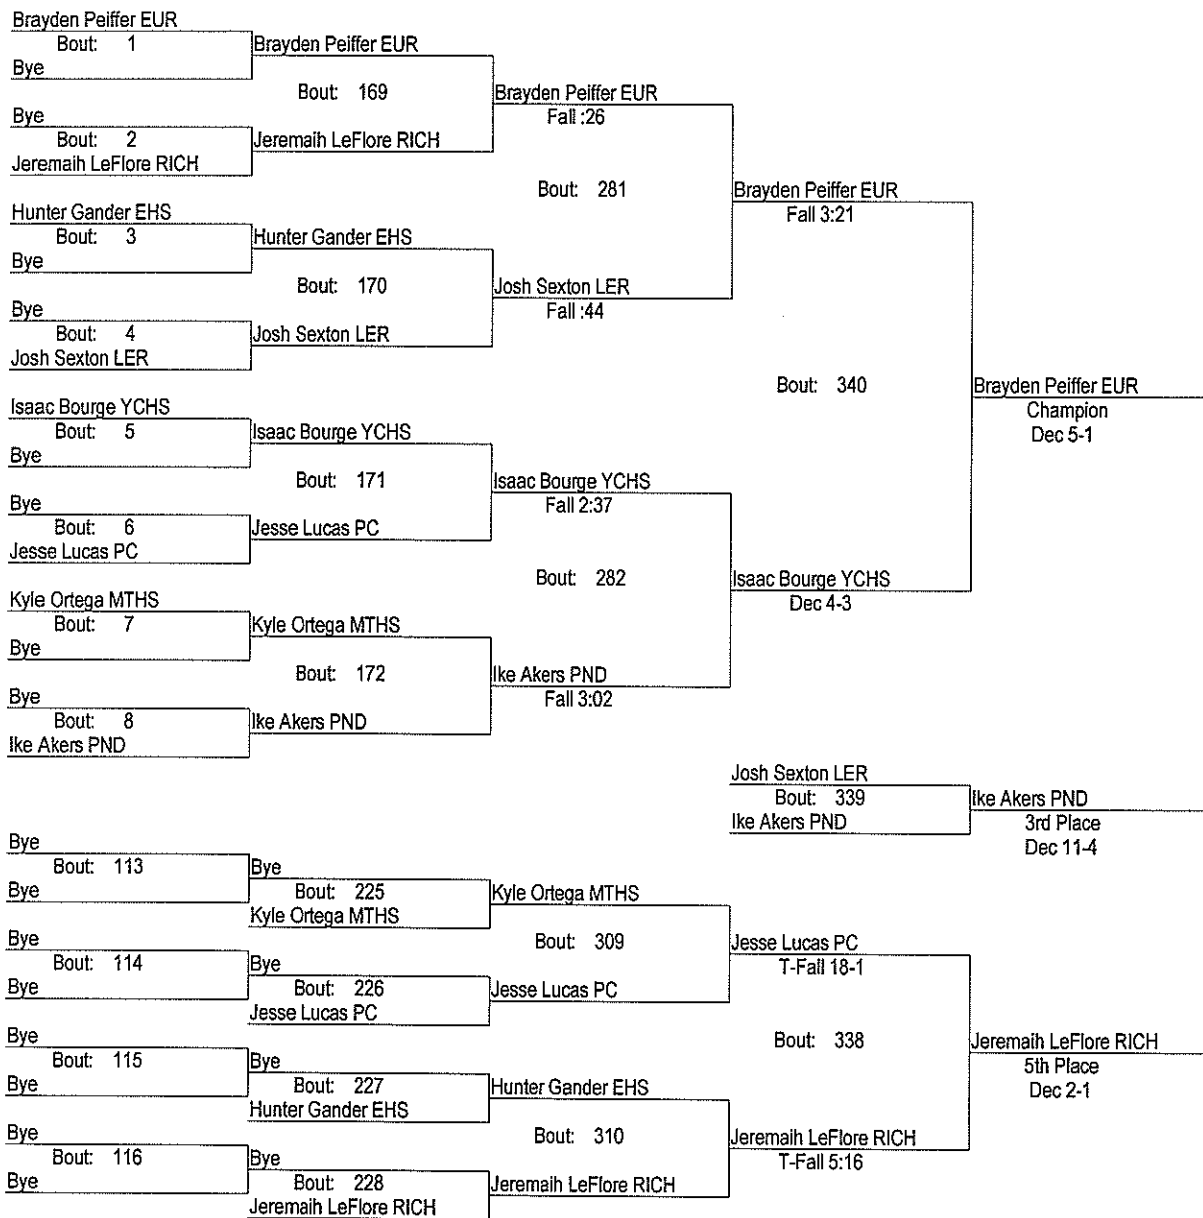 Brayden Peiffer EUR
Bout: 1
Bye
Bye
Bout: 2
Jeremaih LeFlore RICH
Hunter Gander EHS
Bout: 3
Bye
Bye
Bout: 4
Josh Sexton LER
Isaac Bourge YCHS
Bout: 5
Bye
Bye
Bout: 6
Jesse Lucas PC
Kyle Ortega MTHS
Bout: 7
Bye
Bye
Bout: 8
Ike Akers PND
Brayden Peiffer EUR
Bout: 169
Jeremaih LeFlore RICH
Hunter Gander EHS
Bout: 170
Josh Sexton LER
Isaac Bourge YCHS
Bout: 171
Jesse Lucas PC
Kyle Ortega MTHS
Bout: 172
Ike Akers PND
Brayden Peiffer EUR
Fall :26
Bout: 281
Josh Sexton LER
Fall :44
Isaac Bourge YCHS
Fall 2:37
Bout: 282
Ike Akers PND
Fall 3:02
Brayden Peiffer EUR
Fall 3:21
Bout: 340
Isaac Bourge YCHS
Dec 4-3
Brayden Peiffer EUR
Champion
Dec 5-1
Josh Sexton LER
Bout: 339
Ike Akers PND
Ike Akers PND
3rd Place
Dec 11-4
Bye
Bout: 113
Bye
Bye
Bout: 114
Bye
Bye
Bout: 115
Bye
Bye
Bout: 116
Bye
Bye
Bout: 225
Kyle Ortega MTHS
Bye
Bout: 226
Jesse Lucas PC
Bye
Bout: 227
Hunter Gander EHS
Bye
Bout: 228
Jeremaih LeFlore RICH
Kyle Ortega MTHS
Bout: 309
Jesse Lucas PC
Hunter Gander EHS
Bout: 310
Jeremaih LeFlore RICH
Jesse Lucas PC
T-Fall 18-1
Bout: 338
Jeremaih LeFlore RICH
T-Fall 5:16
Jeremaih LeFlore RICH
5th Place
Dec 2-1